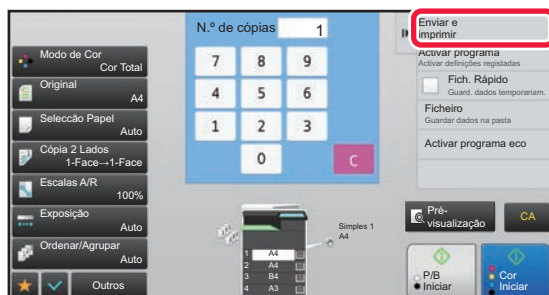 N.º de cópias 1
Enviar e
imprimir
Activar programa
Activar definições registadas
Fich. Rápido
Guard. dados temporariam.
Ficheiro
Guardar dados na pasta
Activar programa eco
Modo de Cor
Cor Total
Original
A4
Selecção Papel
Auto
Cópia 2 Lados
1-Face→1-Face
Escalas A/R
100%
Exposição
Auto
Ordenar/Agrupar
Auto
Outros
7 8 9
4 5 6
1 2 3
0 C
Simples 1
A4
1 A4
2 A4
3 B4
4 A3
Pré-
visualização
CA
P/B
Iniciar
Cor
Iniciar